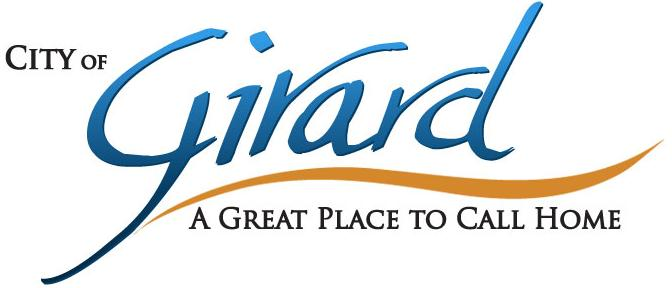 CITY OF
Girard
A GREAT PLACE TO CALL HOME